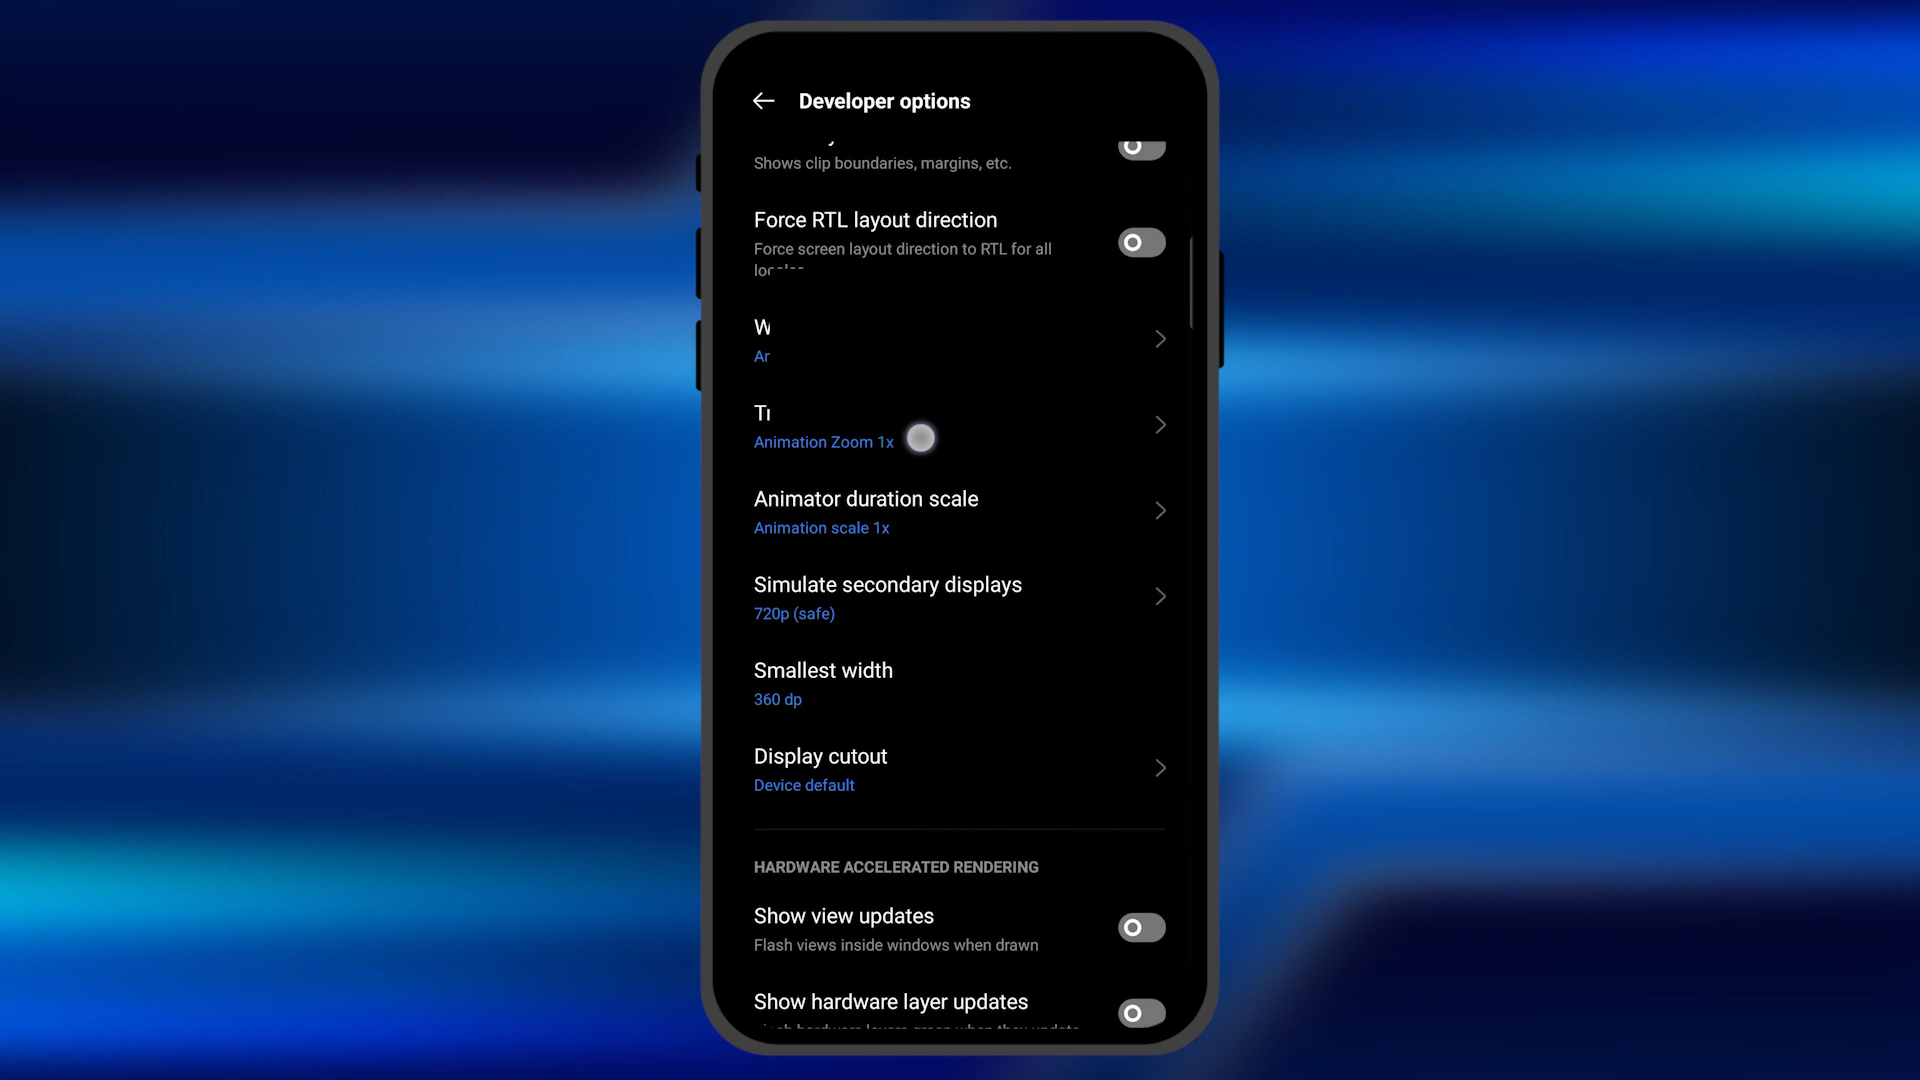 Developer options
Shows clip boundaries, margins, etc.
Force RTL layout direction
Force screen layout direction to RTL for all
W
Ar
Tr
Animation Zoom 1x
Animator duration scale
Animation scale 1x
Simulate secondary displays
720p (safe)
Smallest width
360 dp
Display cutout
Device default
HARDWARE ACCELERATED RENDERING
Show view updates
Flash views inside windows when drawn
Show hardware layer updates